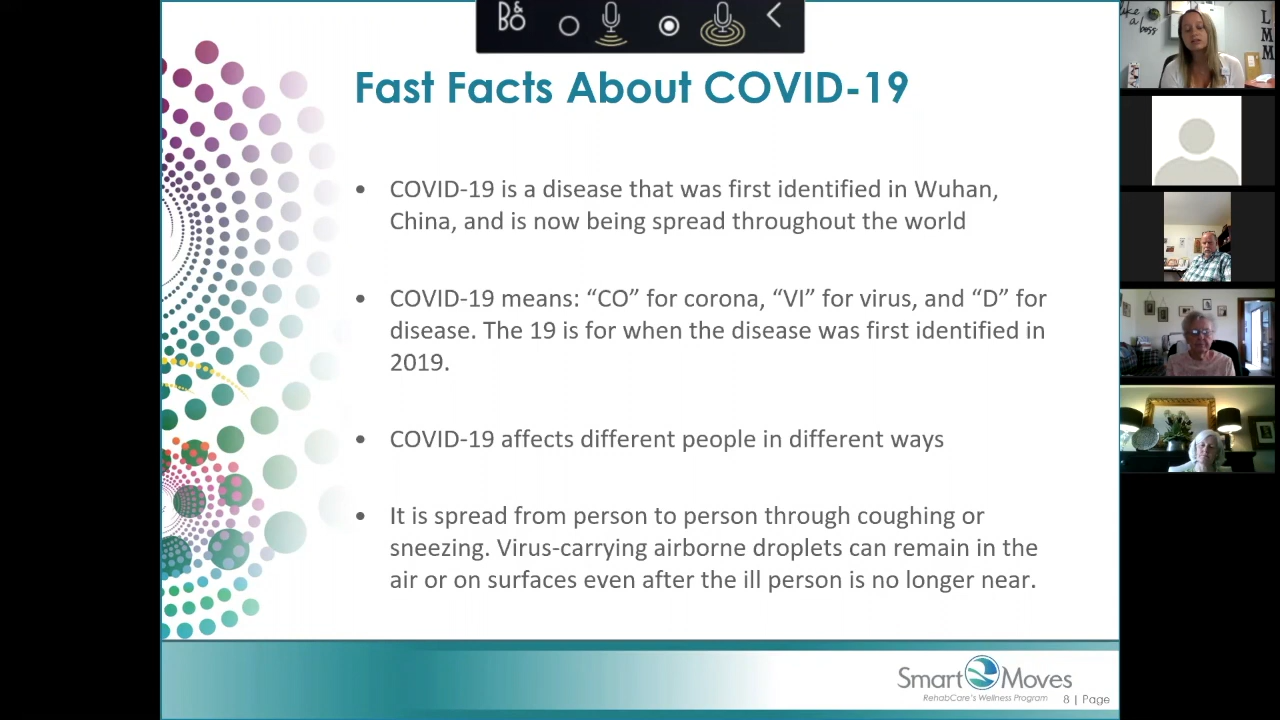 B&O
Fast Facts About COVID-19
• COVID-19 is a disease that was first identified in Wuhan,
China, and is now being spread throughout the world
• COVID-19 means: “CO” for corona, “VI” for virus, and “D” for
disease. The 19 is for when the disease was first identified in
2019.
• COVID-19 affects different people in different ways
• It is spread from person to person through coughing or
sneezing. Virus-carrying airborne droplets can remain in the
air or on surfaces even after the ill person is no longer near.
Smart Moves
RehabCare's Wellness Program
8 | Page
like
a
boss
L
M
M